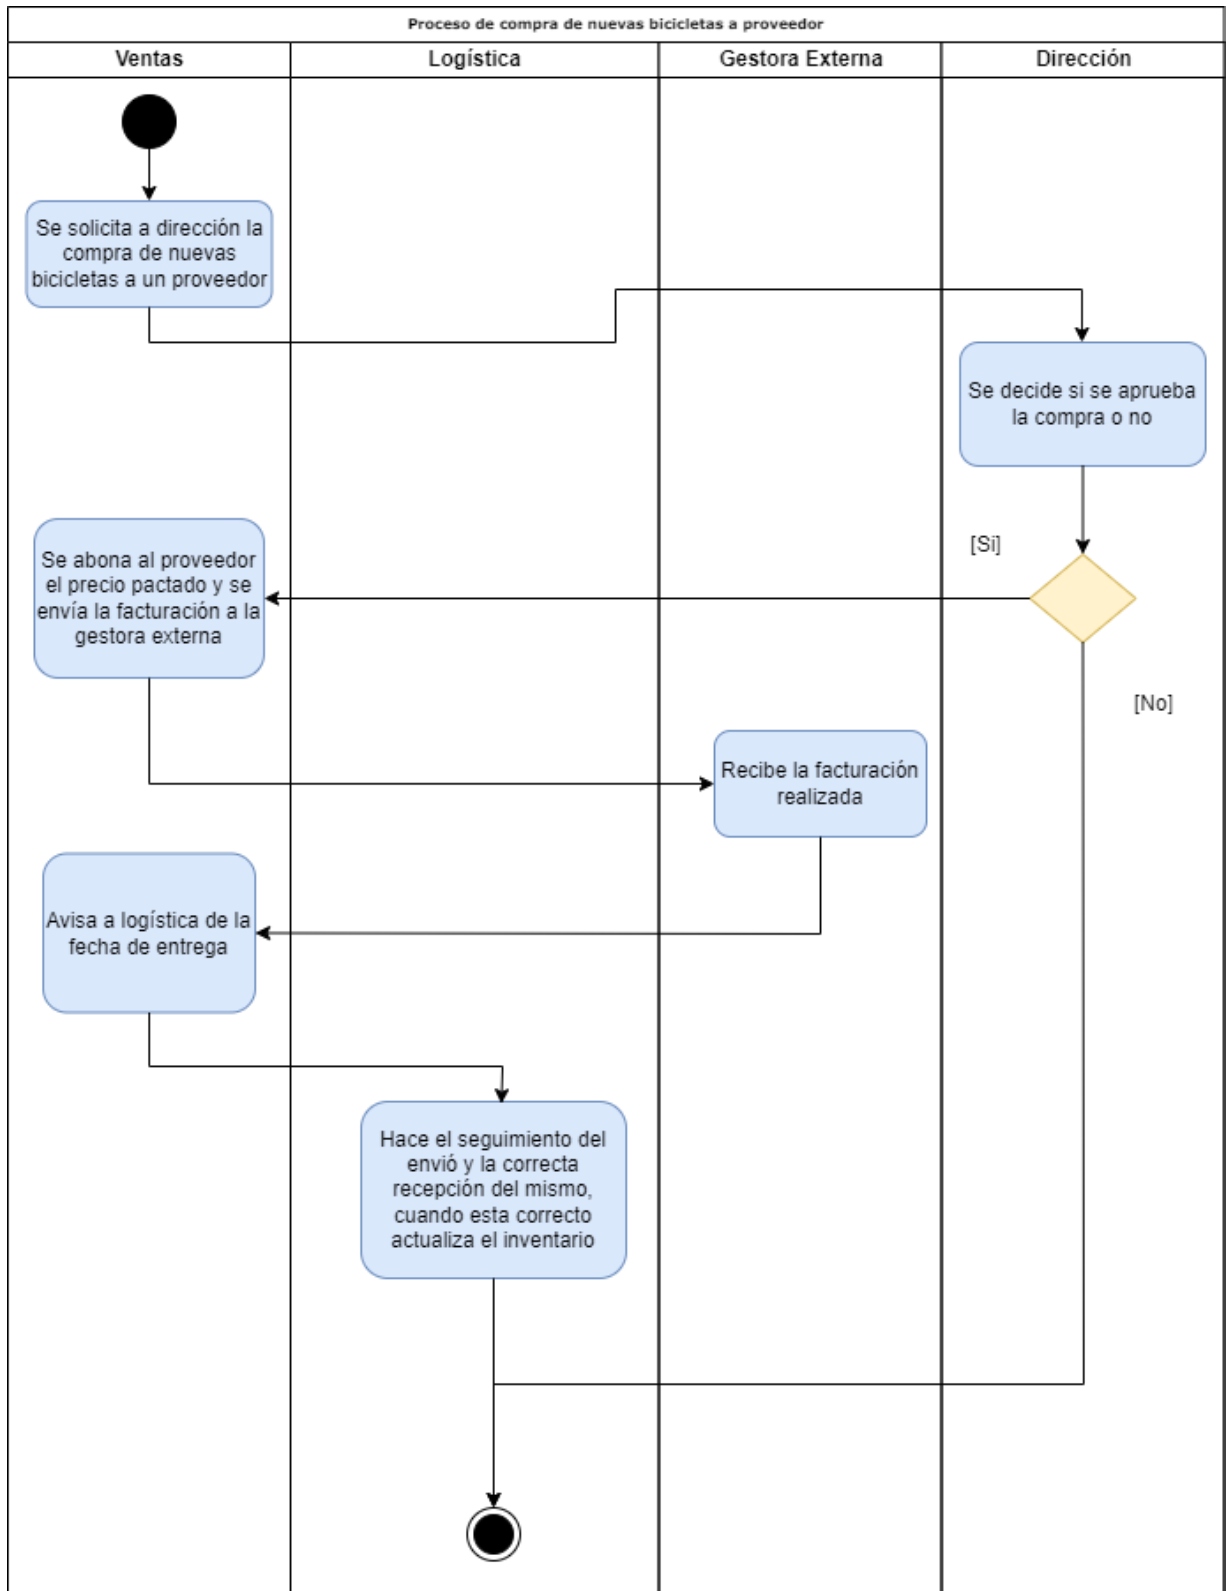 Proceso de compra de nuevas bicicletas a proveedor
Ventas
Logística
Gestora Externa
Dirección
Se solicita a dirección la
compra de nuevas
bicicletas a un proveedor
Se decide si se aprueba
la compra o no
[Si]
Se abona al proveedor
el precio pactado y se
envía la facturación a la
gestora externa
[No]
Recibe la facturación
realizada
Avisa a logística de la
fecha de entrega
Hace el seguimiento del
envió y la correcta
recepción del mismo,
cuando esta correcto
actualiza el inventario